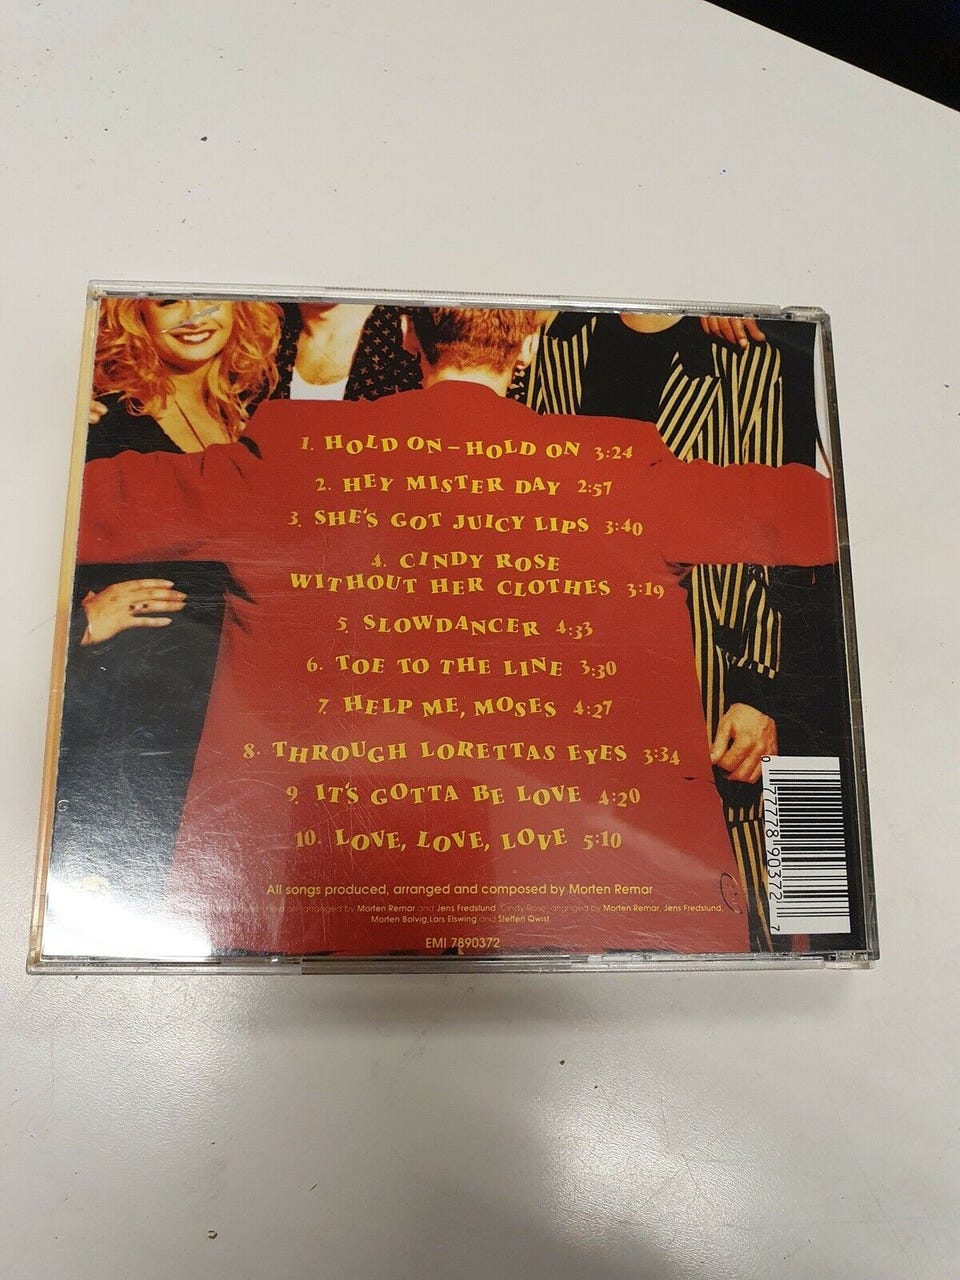 1. HOLD ON – HOLD ON 3:24
2. HEY MISTER DAY 2:57
3. SHE'S GOT JUICY LIPS 3:40
4. CINDY ROSE
WITHOUT HER CLOTHES 3:19
5. SLOWDANCER 4:33
6. TOE TO THE LINE 3:30
7. HELP ME, MOSES 4:27
8. THROUGH LORETTAS EYES 3:34
9. IT'S GOTTA BE LOVE 4:20
10. LOVE, LOVE, LOVE 5:10
All songs produced, arranged and composed by Morten Remar
arranged by Morten Remar and Jens Fredslund. Cindy Rose arranged by Morten Remar, Jens Fredslund,
Morten Bolvig, Lars Elswing and Steffen Qwist.
EMI 7890372
0 77778 90372 7